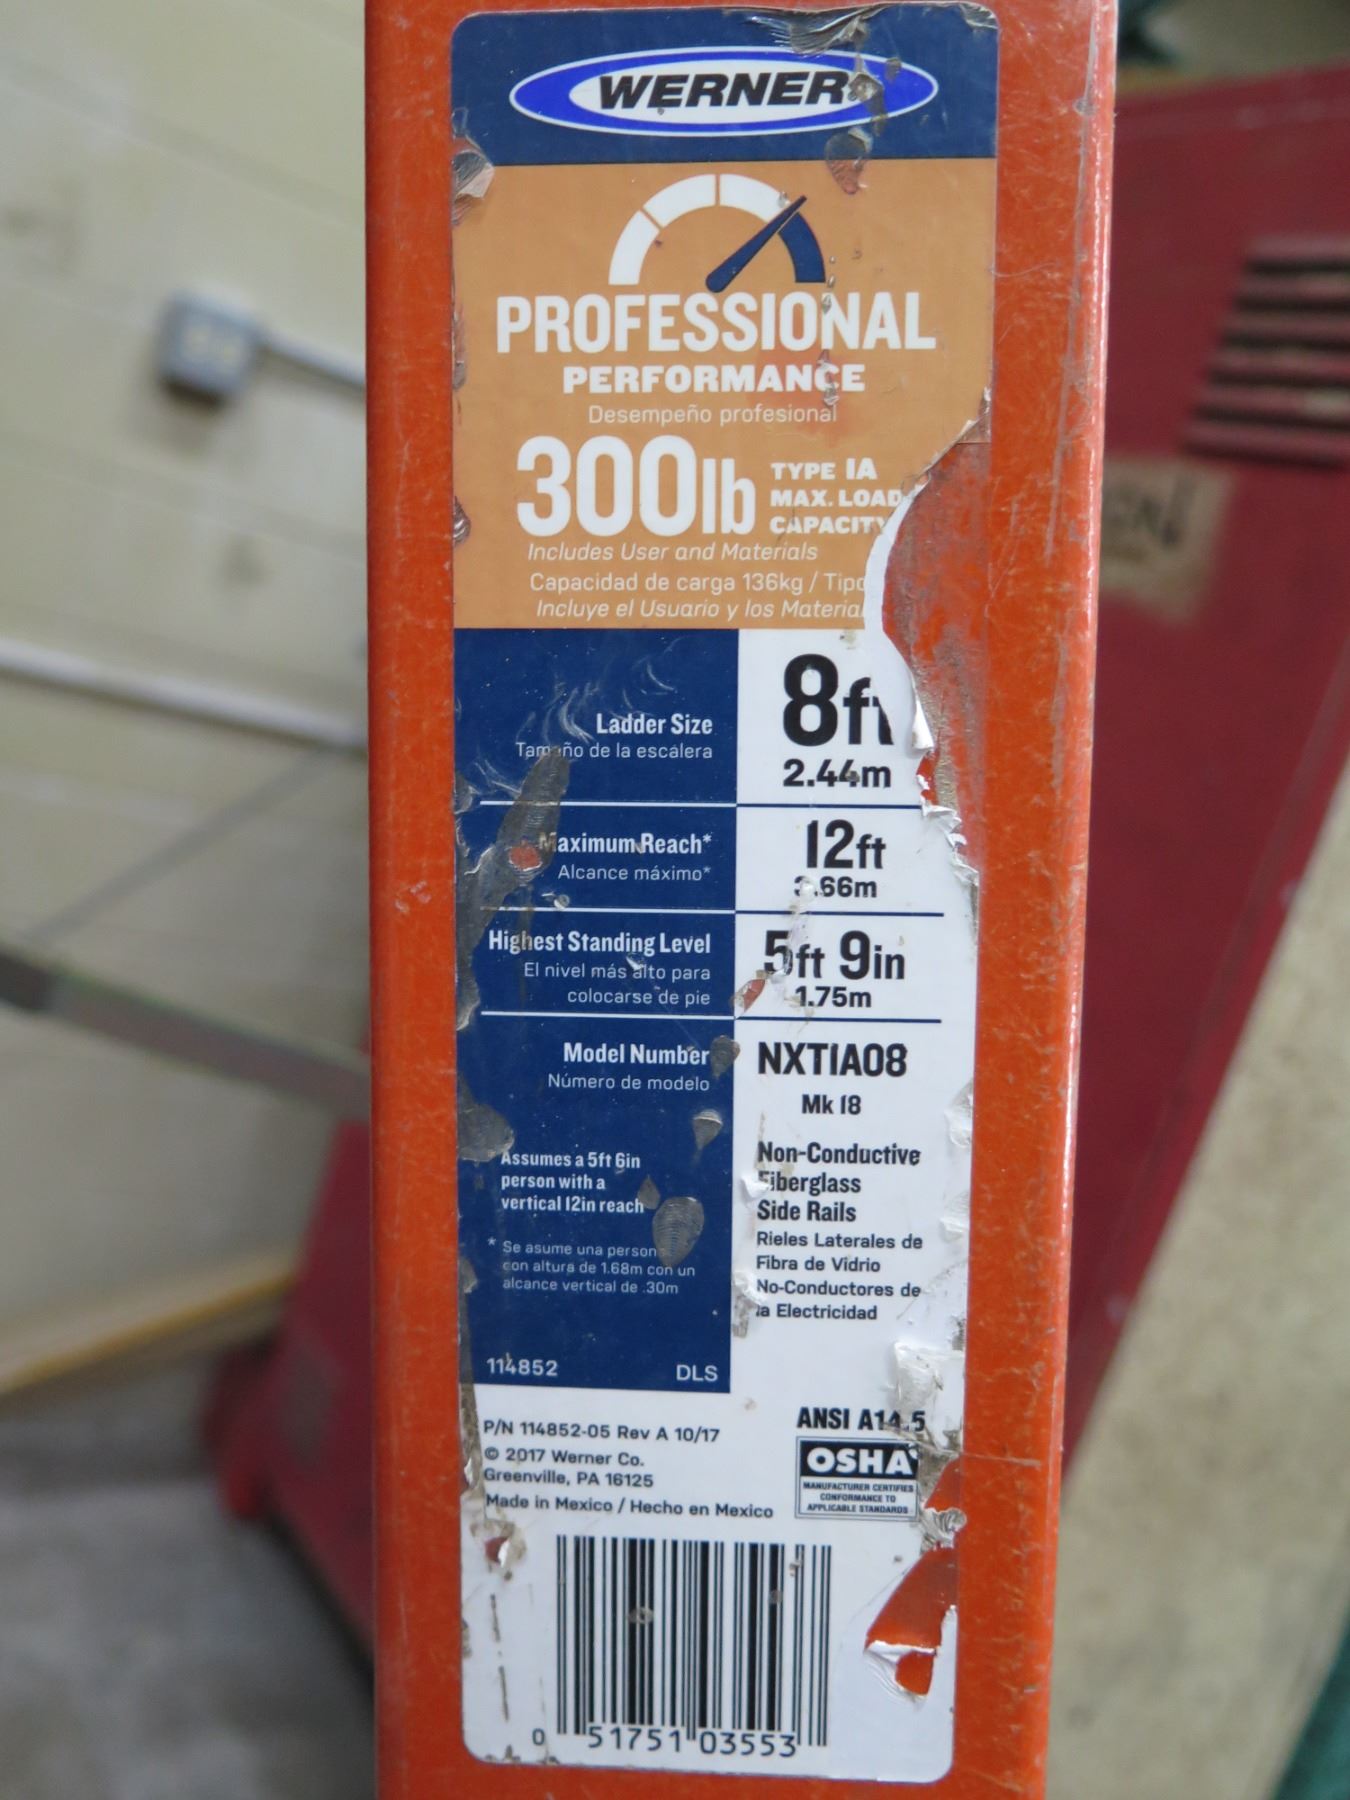 WERNER
PROFESSIONAL
PERFORMANCE
Desempeño profesional
300lb TYPE IA
MAX. LOAD
CAPACITY
Includes User and Materials
Capacidad de carga 136kg / Tipo
Incluye el Usuario y los
Ladder Size
Tamaño de la escalera
8ft
2.44m
Maximum Reach*
Alcance máximo*
12ft
3.66m
Highest Standing Level
El nivel más alto para
colocarse de pie
5ft 9in
1.75m
Model Number
Número de modelo
NXT1A08
Mk 18
Assumes a 5ft 6in
person with a
vertical 12in reach
* Se asume una persona
con altura de 1.68m con un
alcance vertical de .30m
Non-Conductive
Fiberglass
Side Rails
Rieles Laterales de
Fibra de Vidrio
No-Conductores de
la Electricidad
114852 DLS
P/N 114852-05 Rev A 10/17
© 2017 Werner Co.
Greenville, PA 16125
Made in Mexico / Hecho en Mexico
ANSI A14.5
OSHA
MANUFACTURER CERTIFIES
CONFORMANCE TO
APPLICABLE STANDARDS
0 51751 03553